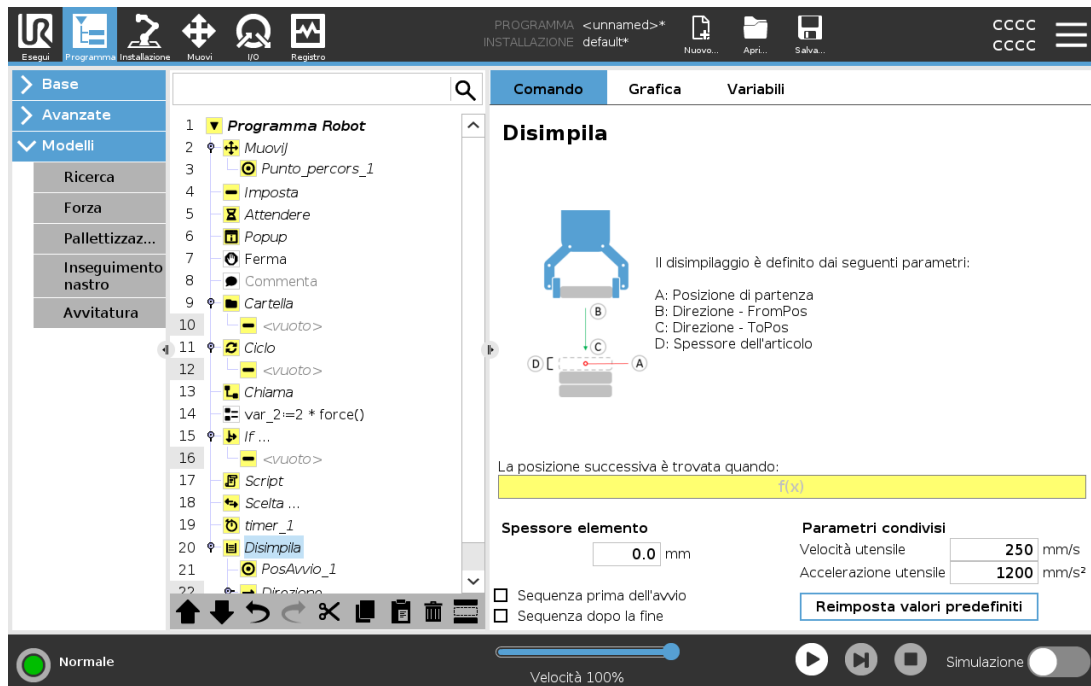 PROGRAMMA <unnamed>*
INSTALLAZIONE default*
Esegui
Programma
Installazione
Muovi
I/O
Registro
Nuovo...
Apri...
Salva...
CCCC
CCCC
Base
Avanzate
Modelli
Ricerca
Forza
Pallettizzaz...
Inseguimento
nastro
Avvitatura
1 Programma Robot
2 MuoviJ
3 Punto_percors_1
4 Imposta
5 Attendere
6 Popup
7 Ferma
8 Commenta
9 Cartella
10 <vuoto>
11 Ciclo
12 <vuoto>
13 Chiama
14 var_2:=2 * force()
15 If ...
16 <vuoto>
17 Script
18 Scelta ...
19 timer_1
20 Disimpila
21 PosAvvio_1
22 Direzione
Comando
Grafica
Variabili
Disimpila
Il disimpilaggio è definito dai seguenti parametri:
A: Posizione di partenza
B: Direzione - FromPos
C: Direzione - ToPos
D: Spessore dell'articolo
B
C
D
A
La posizione successiva è trovata quando:
f(x)
Spessore elemento
0.0 mm
Sequenza prima dell'avvio
Sequenza dopo la fine
Parametri condivisi
Velocità utensile 250 mm/s
Accelerazione utensile 1200 mm/s²
Reimposta valori predefiniti
Normale
Velocità 100%
Simulazione